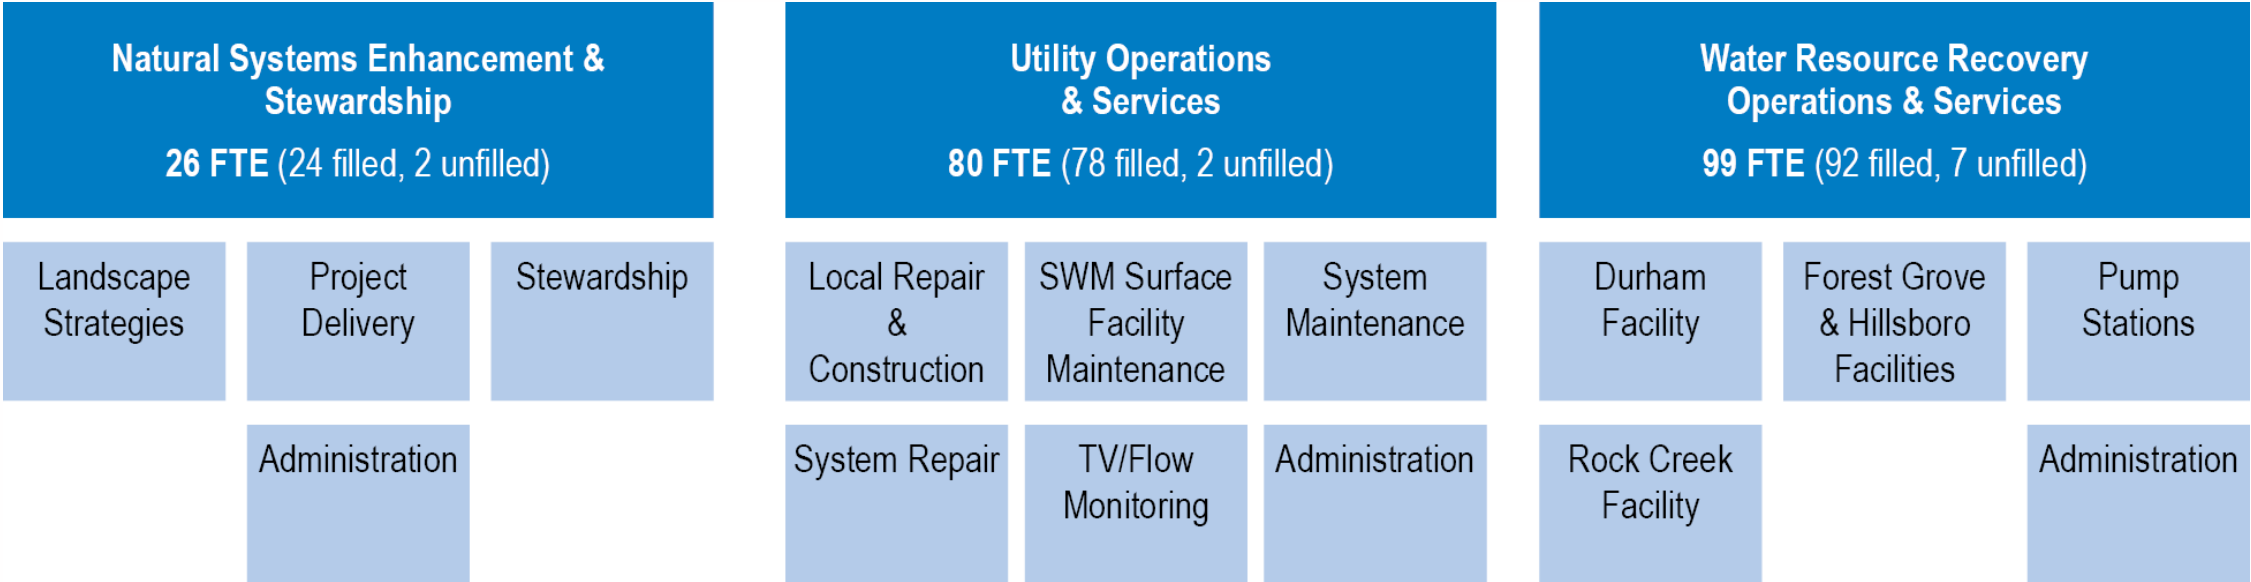 Natural Systems Enhancement &
Stewardship
26 FTE (24 filled, 2 unfilled)
Landscape
Strategies
Project
Delivery
Stewardship
Administration
Utility Operations
& Services
80 FTE (78 filled, 2 unfilled)
Local Repair
&
Construction
SWM Surface
Facility
Maintenance
System
Maintenance
System Repair
TV/Flow
Monitoring
Administration
Water Resource Recovery
Operations & Services
99 FTE (92 filled, 7 unfilled)
Durham
Facility
Forest Grove
& Hillsboro
Facilities
Pump
Stations
Rock Creek
Facility
Administration